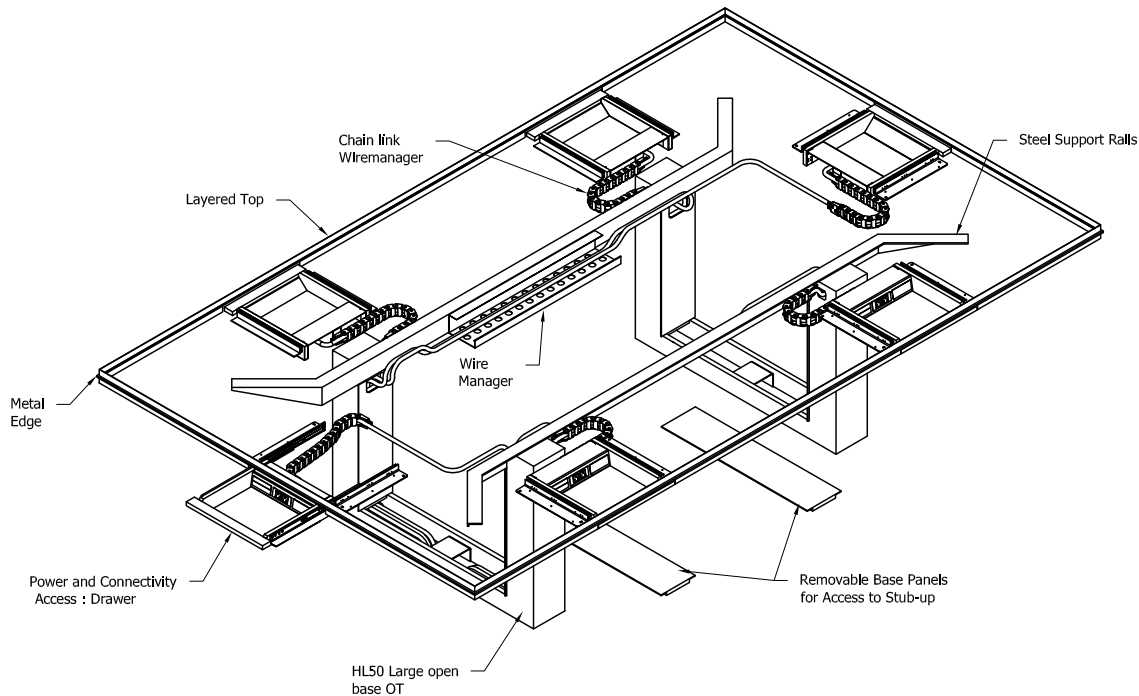 Chain link
Wiremanager
Steel Support Rails
Layered Top
Wire
Manager
Metal
Edge
Power and Connectivity
Access : Drawer
Removable Base Panels
for Access to Stub-up
HL50 Large open
base OT